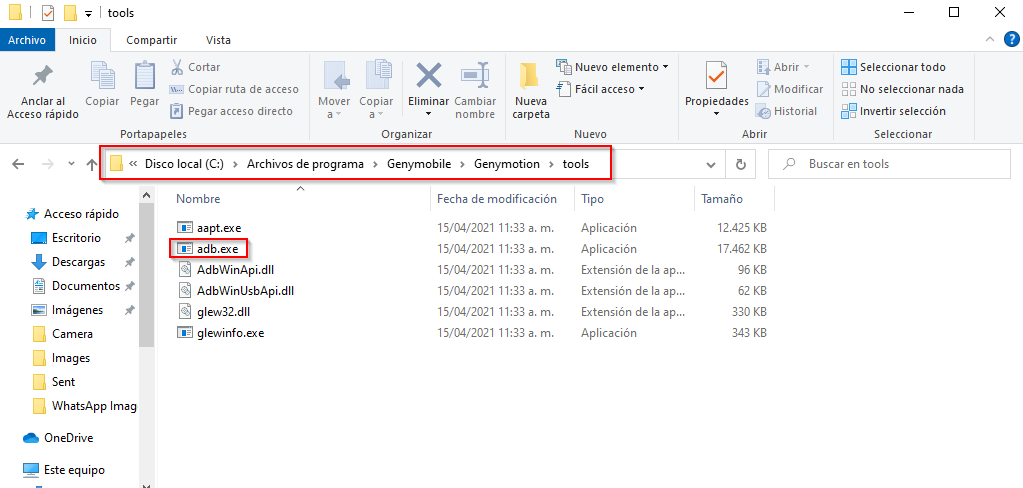 tools
Archivo Inicio Compartir Vista
Anclar al Acceso rápido
Copiar
Pegar
Cortar
Copiar ruta de acceso
Pegar acceso directo
Portapapeles
Mover a
Copiar a
Eliminar
Cambiar nombre
Organizar
Nueva carpeta
Nuevo elemento
Fácil acceso
Nuevo
Propiedades
Abrir
Modificar
Historial
Abrir
Seleccionar todo
No seleccionar nada
Invertir selección
Seleccionar
« Disco local (C:) > Archivos de programa > Genymobile > Genymotion > tools
Buscar en tools
Acceso rápido
Escritorio
Descargas
Documentos
Imágenes
Camera
Images
Sent
WhatsApp Imag
OneDrive
Este equipo
Nombre Fecha de modificación Tipo Tamaño
aapt.exe 15/04/2021 11:33 a. m. Aplicación 12.425 KB
adb.exe 15/04/2021 11:33 a. m. Aplicación 17.462 KB
AdbWinApi.dll 15/04/2021 11:33 a. m. Extensión de la ap... 96 KB
AdbWinUsbApi.dll 15/04/2021 11:33 a. m. Extensión de la ap... 62 KB
glew32.dll 15/04/2021 11:33 a. m. Extensión de la ap... 330 KB
glewinfo.exe 15/04/2021 11:33 a. m. Aplicación 343 KB